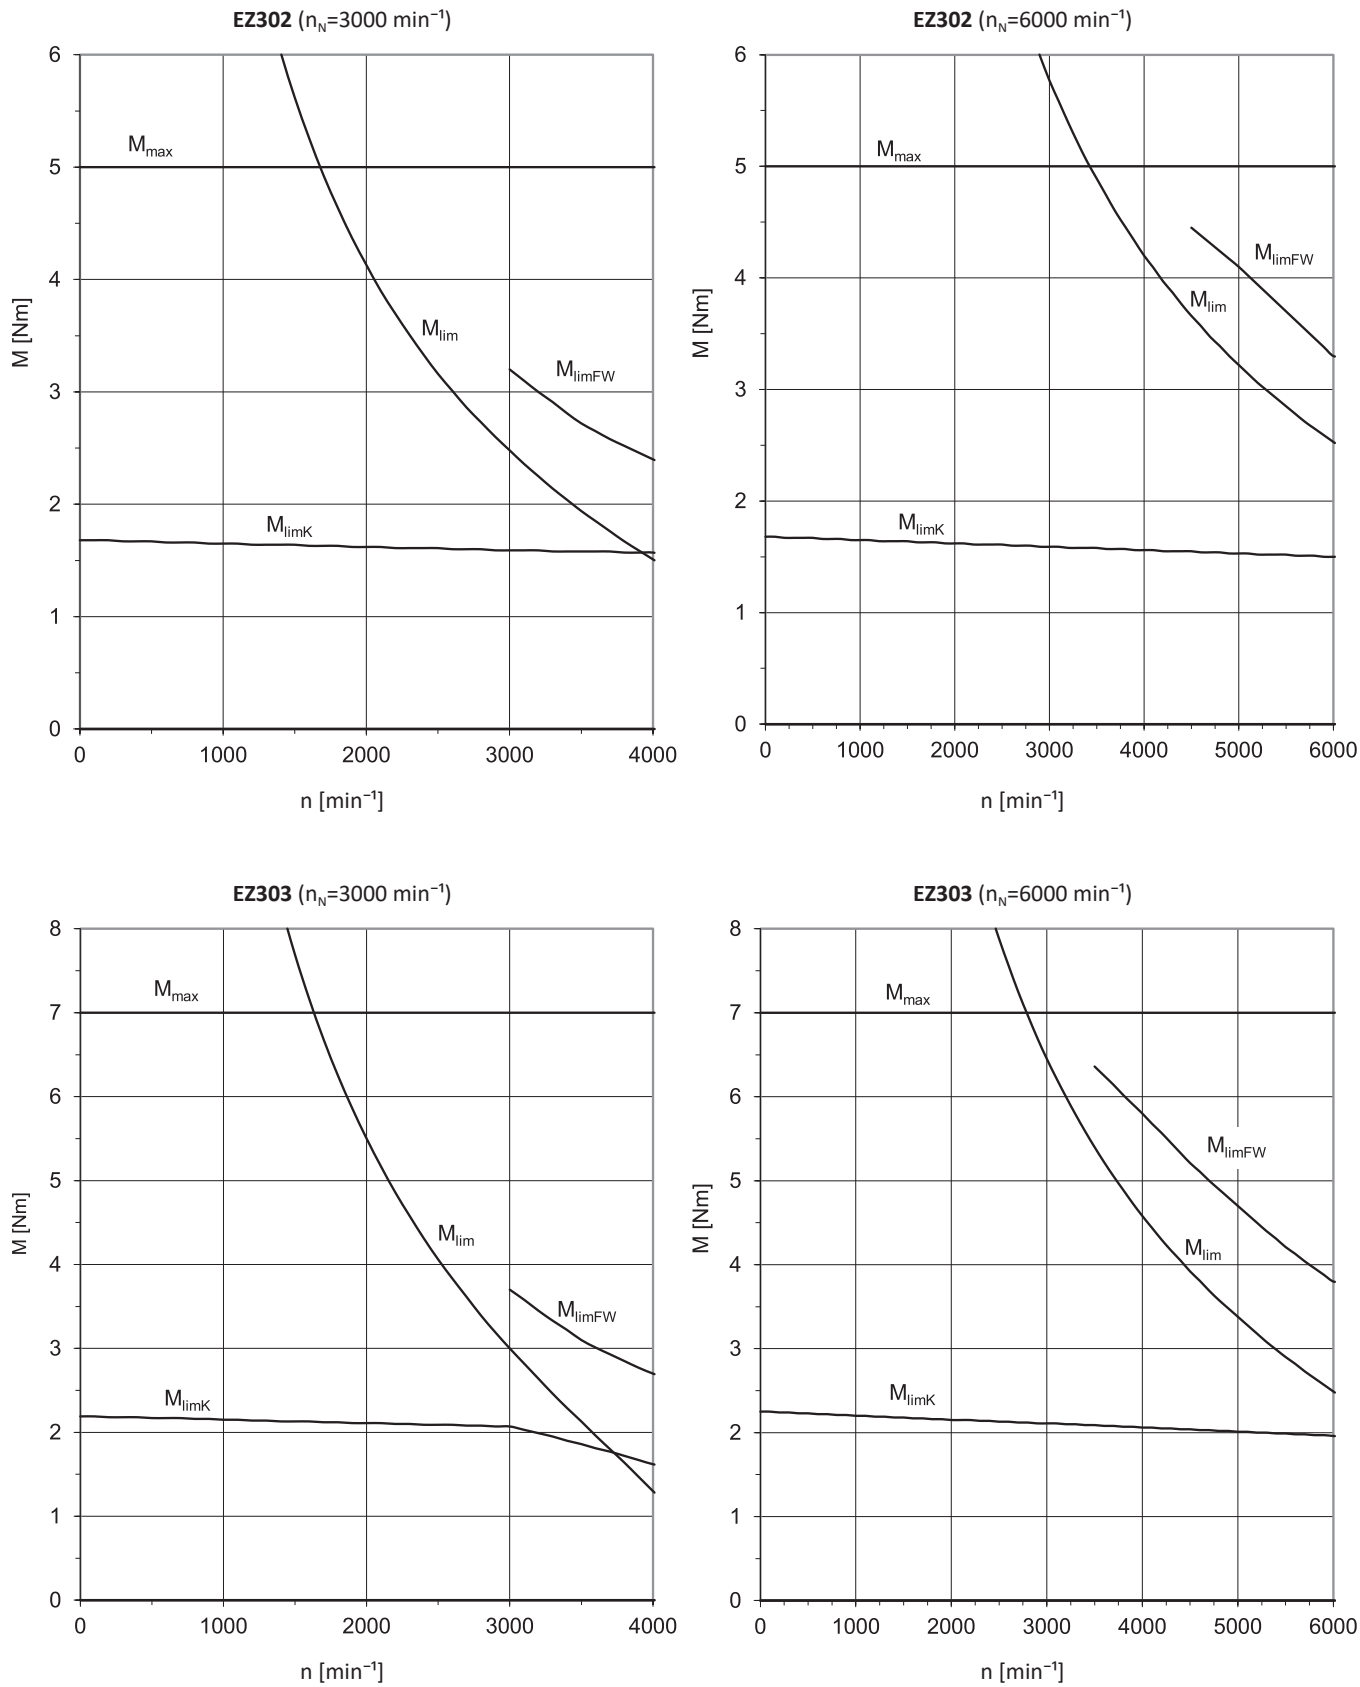 EZ302 (nN=3000 min⁻¹)
6
5
4
3
2
1
0
M [Nm]
Mmax
Mlim
MlimFW
MlimK
0 1000 2000 3000 4000
n [min⁻¹]
EZ302 (nN=6000 min⁻¹)
6
5
4
3
2
1
0
M [Nm]
Mmax
MlimFW
Mlim
MlimK
0 1000 2000 3000 4000 5000 6000
n [min⁻¹]
EZ303 (nN=3000 min⁻¹)
8
7
6
5
4
3
2
1
0
M [Nm]
Mmax
Mlim
MlimFW
MlimK
0 1000 2000 3000 4000
n [min⁻¹]
EZ303 (nN=6000 min⁻¹)
8
7
6
5
4
3
2
1
0
M [Nm]
Mmax
MlimFW
Mlim
MlimK
0 1000 2000 3000 4000 5000 6000
n [min⁻¹]